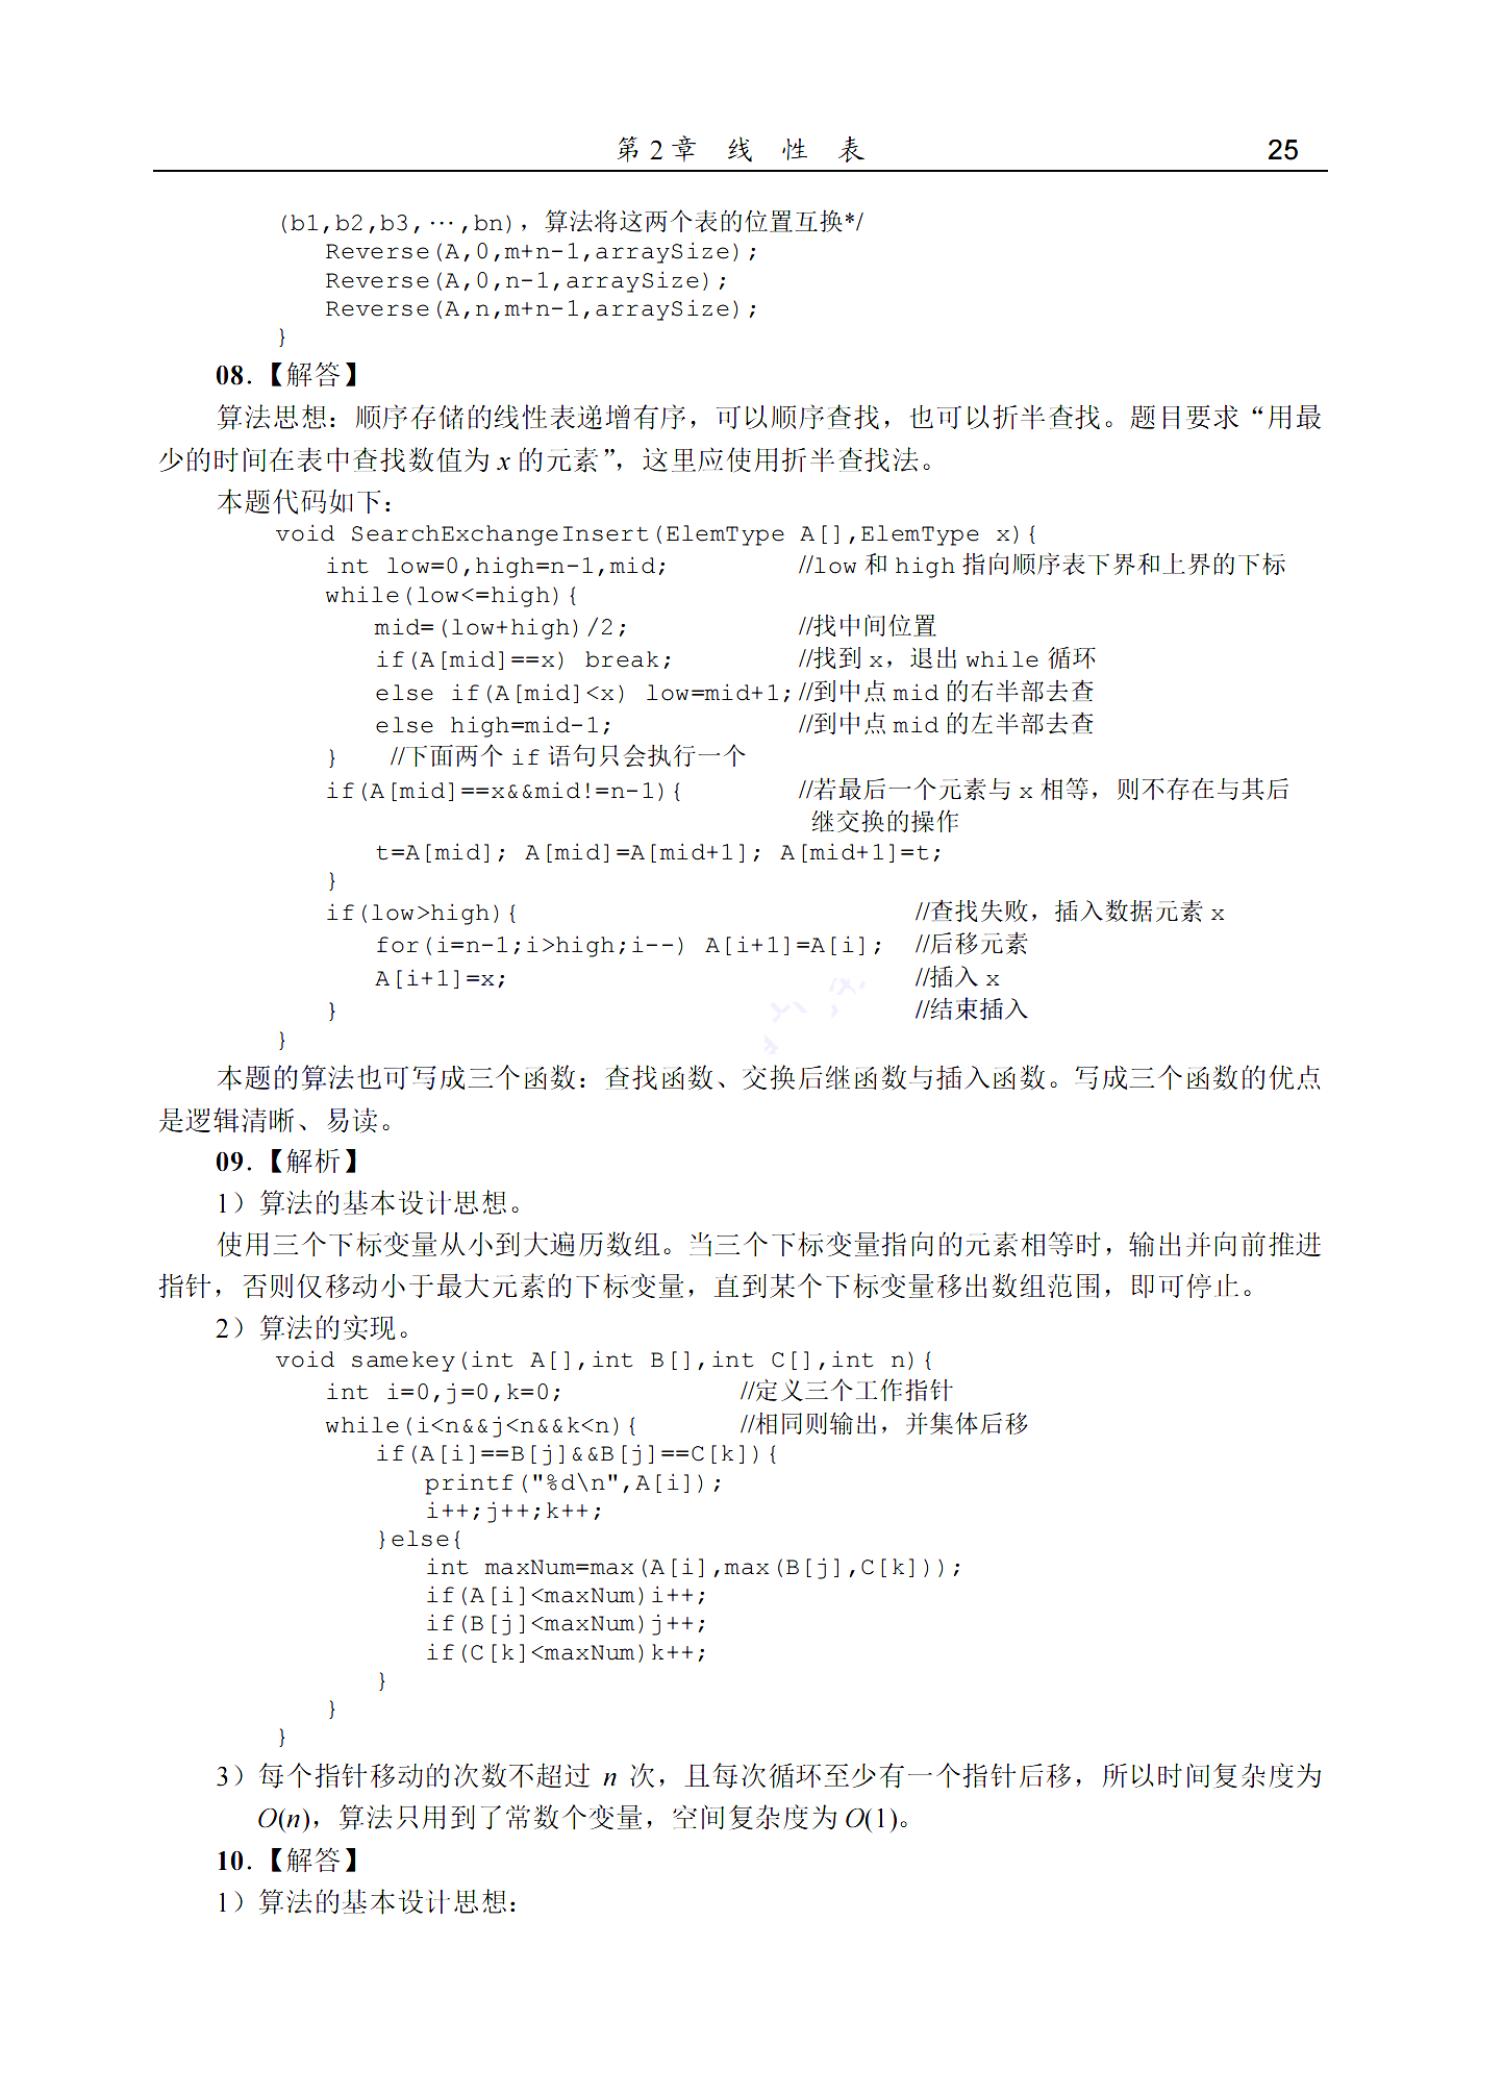 第 2 章 线 性 表 25
(b1,b2,b3,…,bn)，算法将这两个表的位置互换*/
Reverse(A,0,m+n-1,arraySize);
Reverse(A,0,n-1,arraySize);
Reverse(A,n,m+n-1,arraySize);
}
08.【解答】
算法思想：顺序存储的线性表递增有序，可以顺序查找，也可以折半查找。题目要求“用最
少的时间在表中查找数值为 x 的元素”，这里应使用折半查找法。
本题代码如下：
void SearchExchangeInsert(ElemType A[],ElemType x){
int low=0,high=n-1,mid; //low 和 high 指向顺序表下界和上界的下标
while(low<=high){
mid=(low+high)/2; //找中间位置
if(A[mid]==x) break; //找到 x，退出 while 循环
else if(A[mid]<x) low=mid+1; //到中点 mid 的右半部去查
else high=mid-1; //到中点 mid 的左半部去查
} //下面两个 if 语句只会执行一个
if(A[mid]==x&&mid!=n-1){ //若最后一个元素与 x 相等，则不存在与其后
继交换的操作
t=A[mid]; A[mid]=A[mid+1]; A[mid+1]=t;
}
if(low>high){ //查找失败，插入数据元素 x
for(i=n-1;i>high;i--) A[i+1]=A[i]; //后移元素
A[i+1]=x; //插入 x
} //结束插入
}
本题的算法也可写成三个函数：查找函数、交换后继函数与插入函数。写成三个函数的优点
是逻辑清晰、易读。
09.【解析】
1）算法的基本设计思想。
使用三个下标变量从小到大遍历数组。当三个下标变量指向的元素相等时，输出并向前推进
指针，否则仅移动小于最大元素的下标变量，直到某个下标变量移出数组范围，即可停止。
2）算法的实现。
void samekey(int A[],int B[],int C[],int n){
int i=0,j=0,k=0; //定义三个工作指针
while(i<n&&j<n&&k<n){ //相同则输出，并集体后移
if(A[i]==B[j]&&B[j]==C[k]){
printf("%d\n",A[i]);
i++;j++;k++;
}else{
int maxNum=max(A[i],max(B[j],C[k]));
if(A[i]<maxNum)i++;
if(B[j]<maxNum)j++;
if(C[k]<maxNum)k++;
}
}
}
3）每个指针移动的次数不超过 n 次，且每次循环至少有一个指针后移，所以时间复杂度为
O(n)，算法只用到了常数个变量，空间复杂度为 O(1)。
10.【解答】
1）算法的基本设计思想：